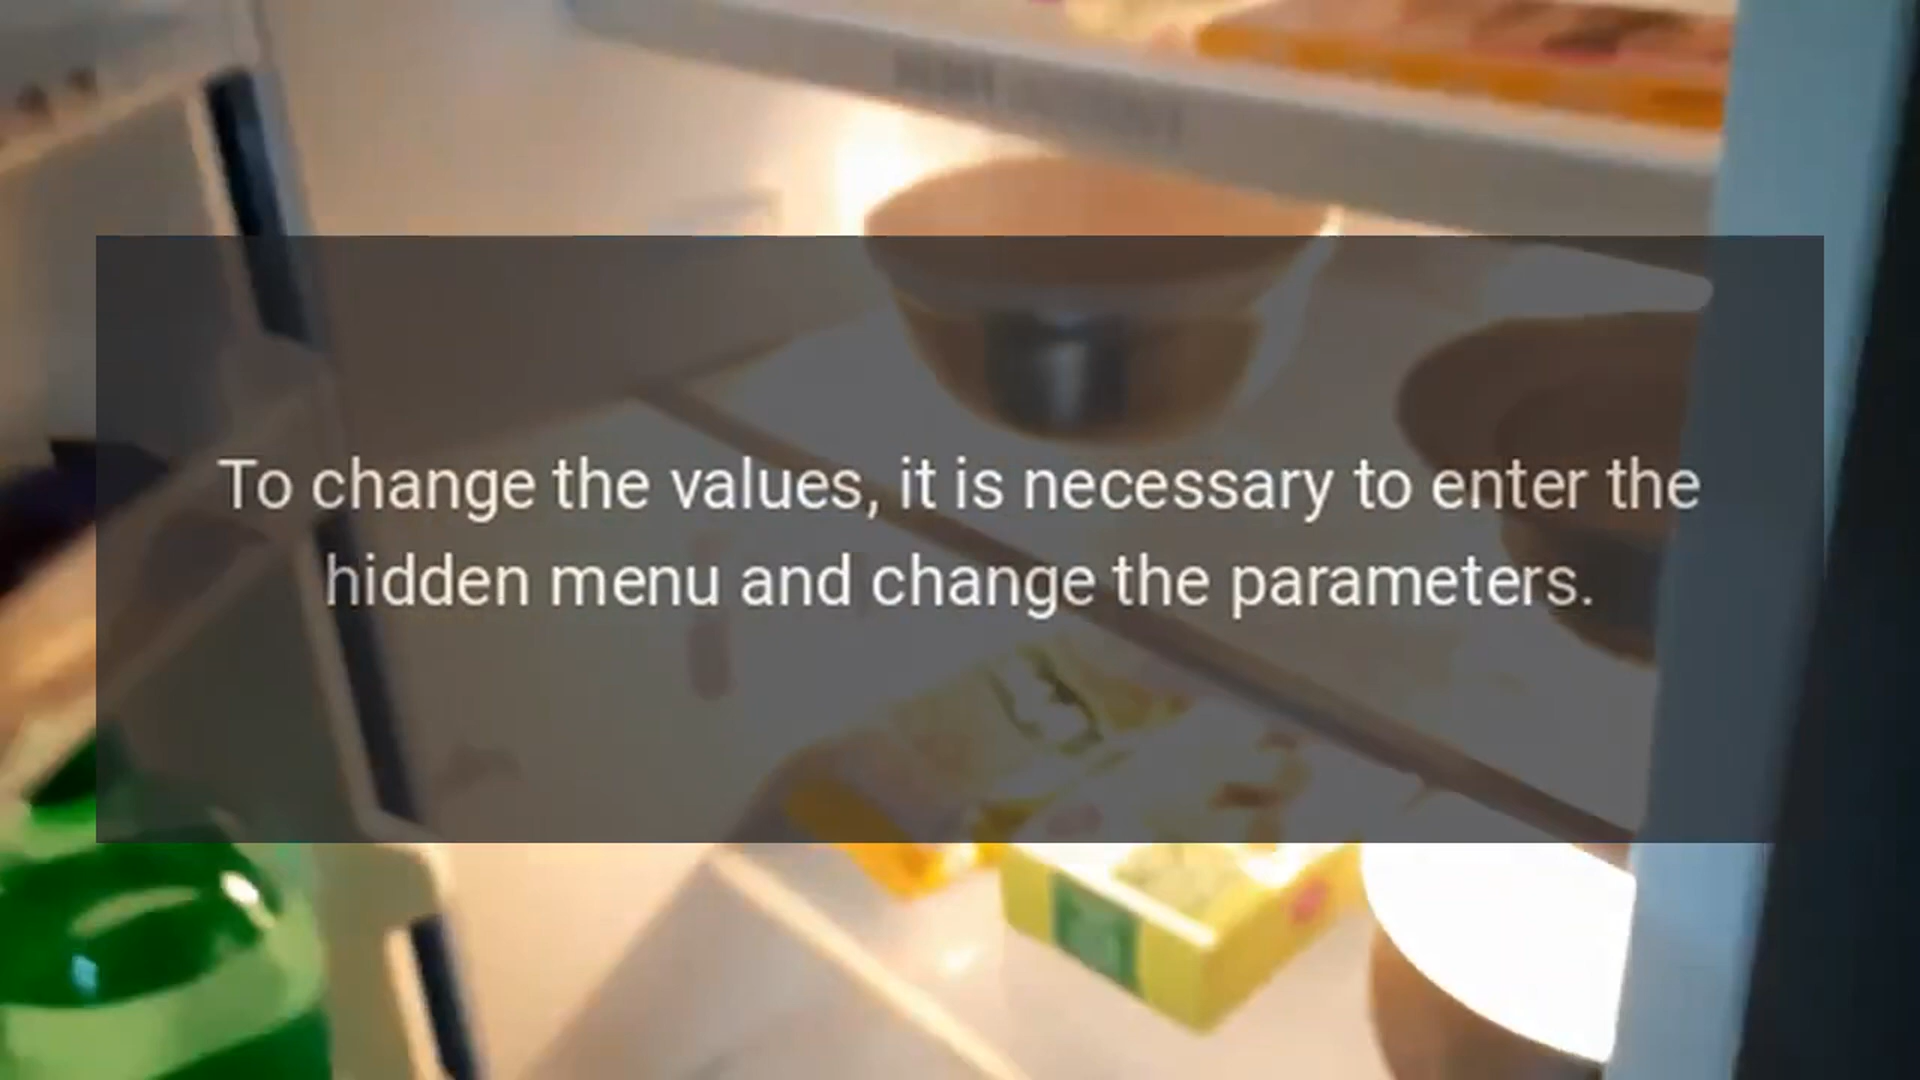 To change the values, it is necessary to enter the
hidden menu and change the parameters.